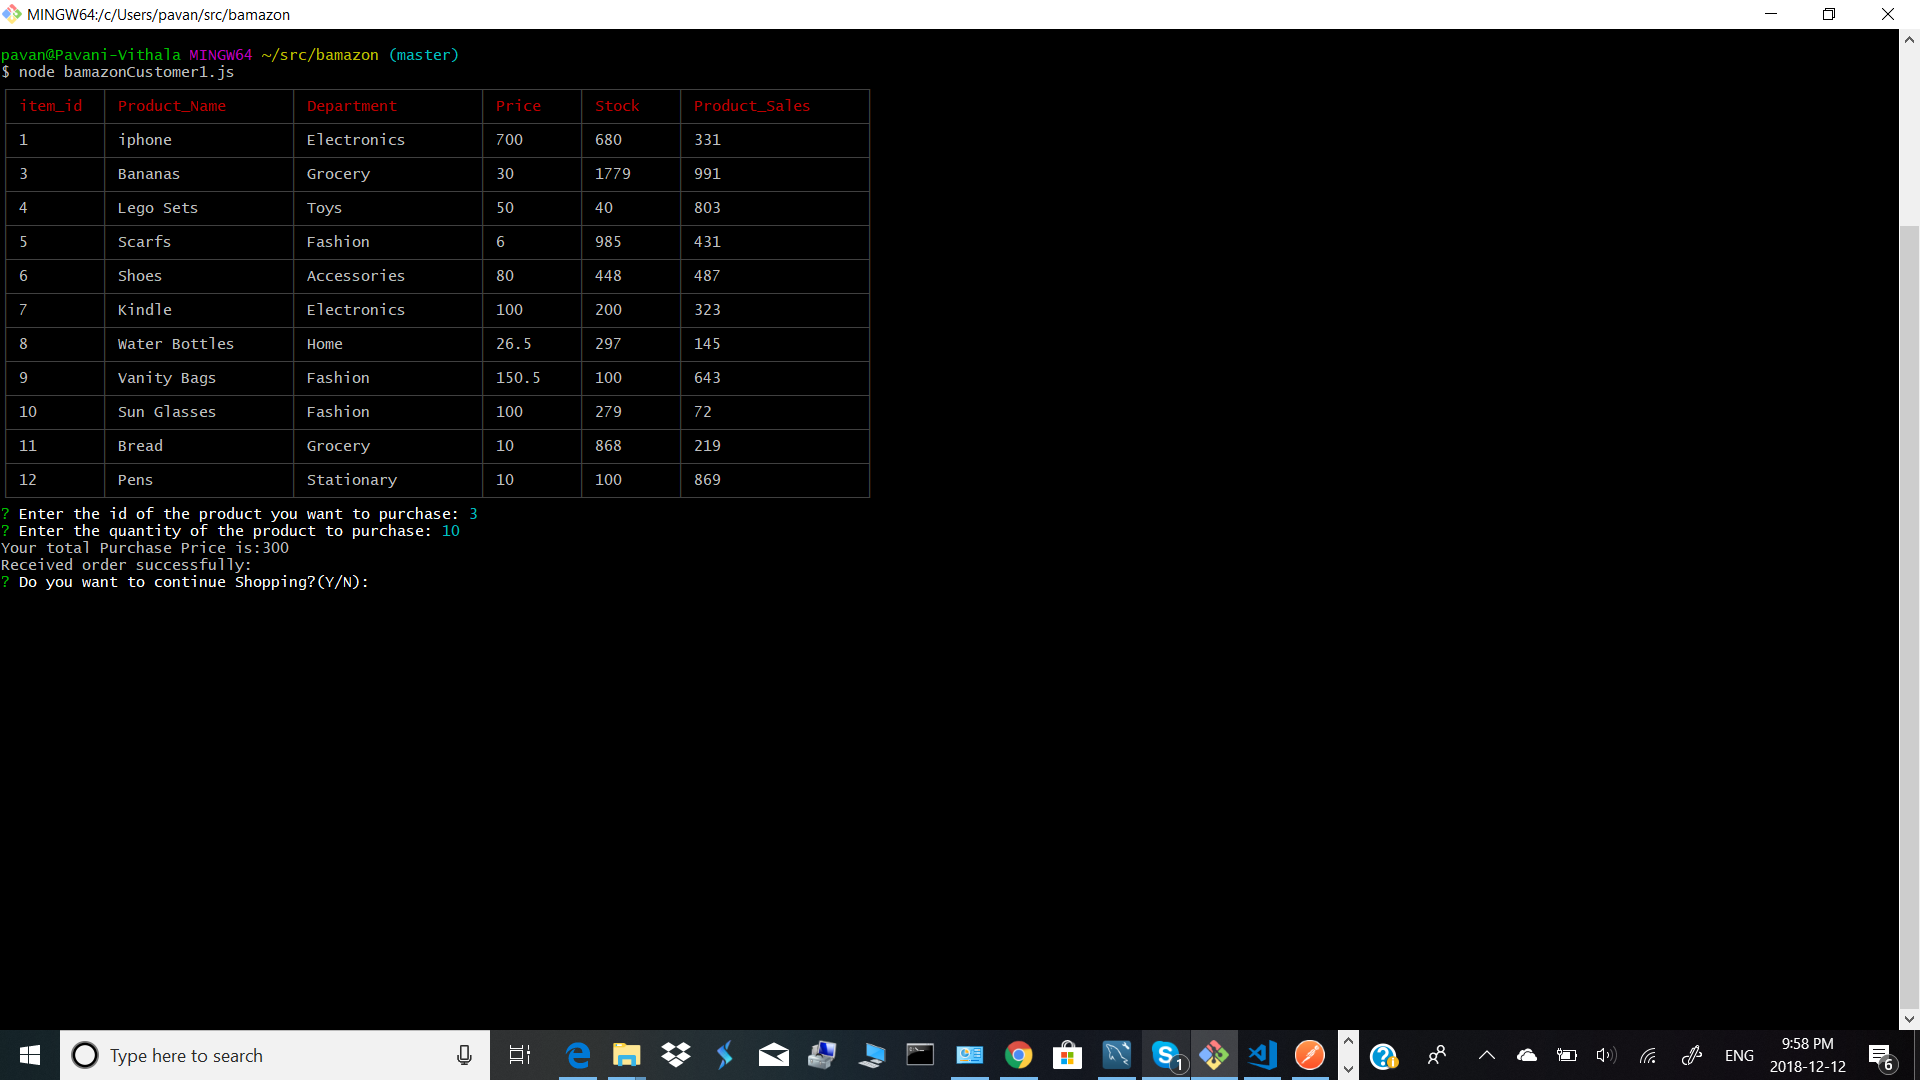 MINGW64:/c/Users/pavan/src/bamazon
pavan@Pavani-Vithala MINGW64 ~/src/bamazon (master)
$ node bamazonCustomer1.js
item_id Product_Name Department Price Stock Product_Sales
1 iphone Electronics 700 680 331
3 Bananas Grocery 30 1779 991
4 Lego Sets Toys 50 40 803
5 Scarfs Fashion 6 985 431
6 Shoes Accessories 80 448 487
7 Kindle Electronics 100 200 323
8 Water Bottles Home 26.5 297 145
9 Vanity Bags Fashion 150.5 100 643
10 Sun Glasses Fashion 100 279 72
11 Bread Grocery 10 868 219
12 Pens Stationary 10 100 869
? Enter the id of the product you want to purchase: 3
? Enter the quantity of the product to purchase: 10
Your total Purchase Price is:300
Received order successfully:
? Do you want to continue Shopping?(Y/N):
Type here to search
1
ENG
9:58 PM
2018-12-12
6